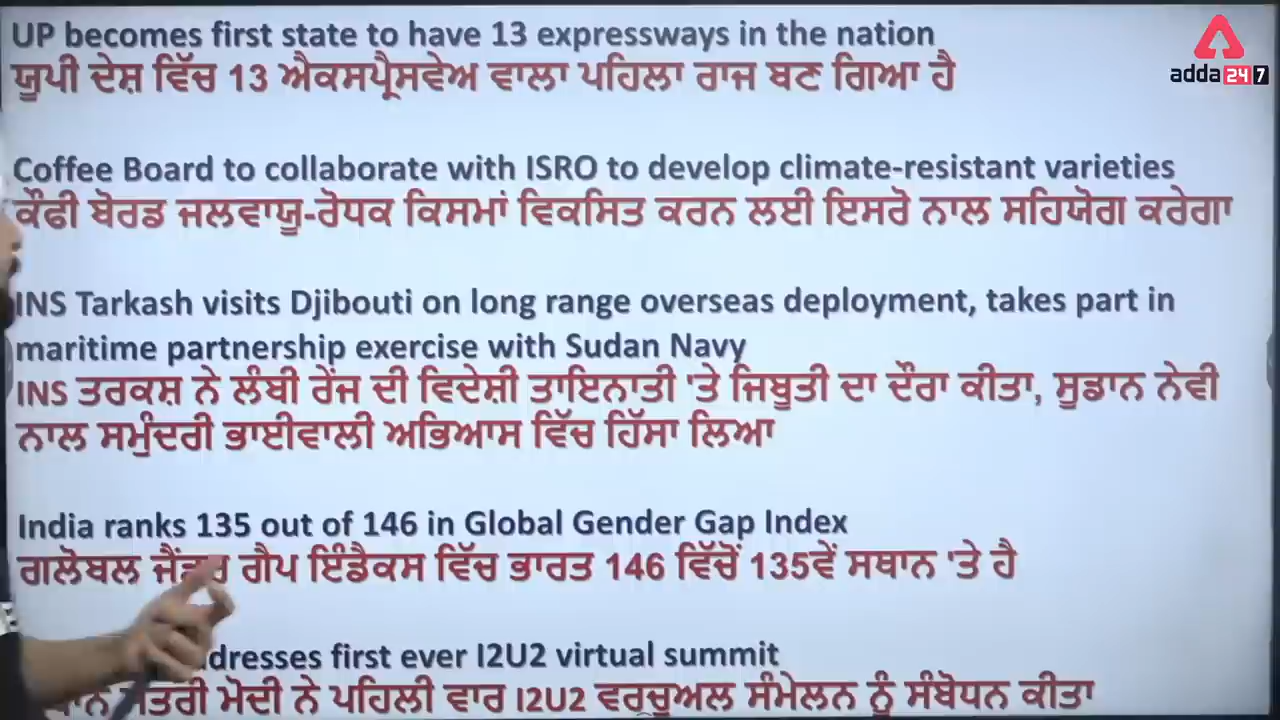 UP becomes first state to have 13 expressways in the nation
ਯੂਪੀ ਦੇਸ਼ ਵਿੱਚ 13 ਐਕਸਪ੍ਰੈਸਵੇਅ ਵਾਲਾ ਪਹਿਲਾ ਰਾਜ ਬਣ ਗਿਆ ਹੈ
adda 24 7
Coffee Board to collaborate with ISRO to develop climate-resistant varieties
ਕੌਫੀ ਬੋਰਡ ਜਲਵਾਯੂ-ਰੋਧਕ ਕਿਸਮਾਂ ਵਿਕਸਿਤ ਕਰਨ ਲਈ ਇਸਰੋ ਨਾਲ ਸਹਿਯੋਗ ਕਰੇਗਾ
INS Tarkash visits Djibouti on long range overseas deployment, takes part in
maritime partnership exercise with Sudan Navy
INS ਤਰਕਸ਼ ਨੇ ਲੰਬੀ ਰੇਂਜ ਦੀ ਵਿਦੇਸ਼ੀ ਤਾਇਨਾਤੀ 'ਤੇ ਜਿਬੂਤੀ ਦਾ ਦੌਰਾ ਕੀਤਾ, ਸੂਡਾਨ ਨੇਵੀ
ਨਾਲ ਸਮੁੰਦਰੀ ਭਾਈਵਾਲੀ ਅਭਿਆਸ ਵਿੱਚ ਹਿੱਸਾ ਲਿਆ
India ranks 135 out of 146 in Global Gender Gap Index
ਗਲੋਬਲ ਜੈਂਡਰ ਗੈਪ ਇੰਡੈਕਸ ਵਿੱਚ ਭਾਰਤ 146 ਵਿੱਚੋਂ 135ਵੇਂ ਸਥਾਨ 'ਤੇ ਹੈ
first ever I2U2 virtual summit
ਮੋਦੀ ਨੇ ਪਹਿਲੀ ਵਾਰ I2U2 ਵਰਚੁਅਲ ਸੰਮੇਲਨ ਨੂੰ ਸੰਬੋਧਨ ਕੀਤਾ